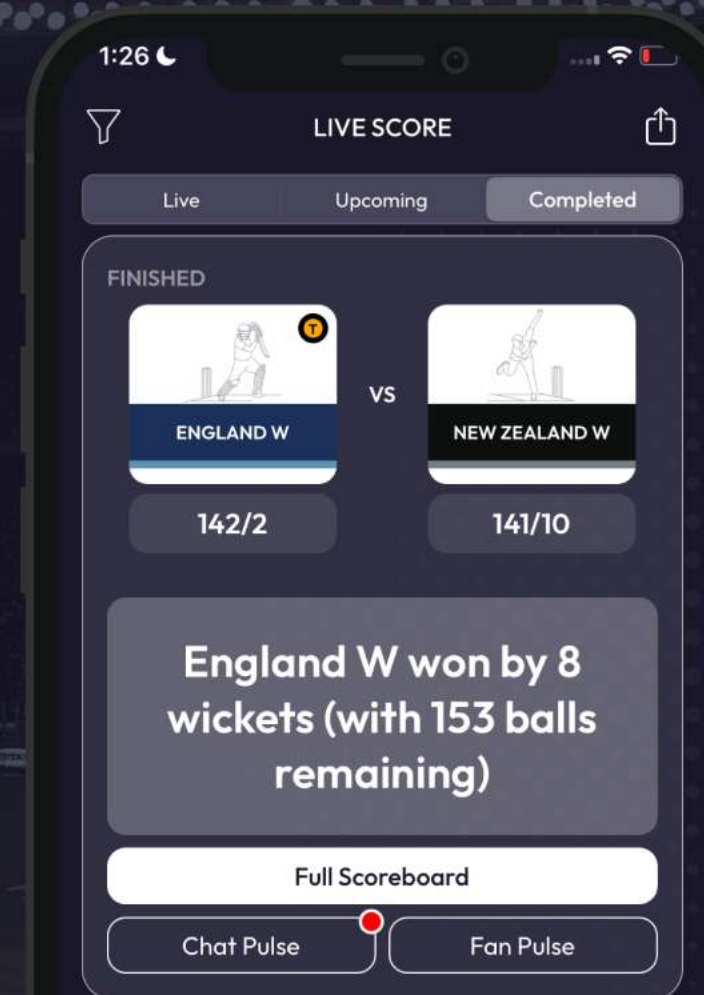 1:26
LIVE SCORE
Live Upcoming Completed
FINISHED
T
VS
ENGLAND W
NEW ZEALAND W
142/2
141/10
England W won by 8
wickets (with 153 balls
remaining)
Full Scoreboard
Chat Pulse
Fan Pulse